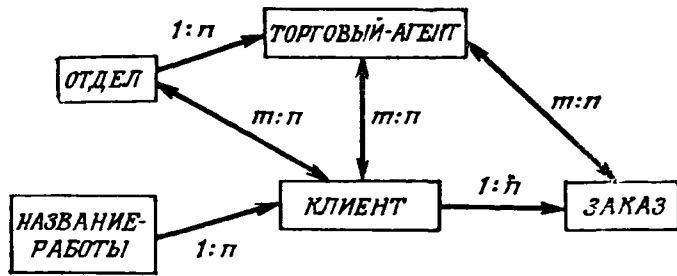 1:п
ТОРГОВЫЙ-АГЕНТ
ОТДЕЛ
т:п
т:п
т:п
КЛИЕНТ
1:п
ЗАКАЗ
НАЗВАНИЕ-
РАБОТЫ
1:п